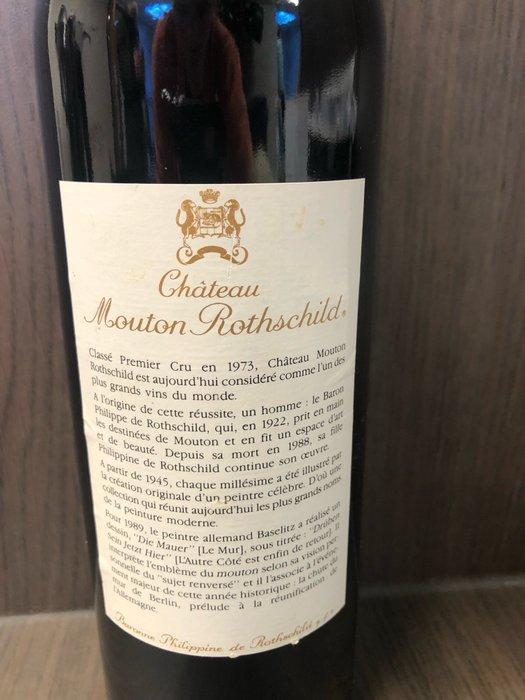 Château
Mouton Rothschild
Classé Premier Cru en 1973, Château Mouton
Rothschild est aujourd'hui considéré comme l'un des
plus grands vins du monde.
A l'origine de cette réussite, un homme : le Baron
Philippe de Rothschild, qui, en 1922, prit en main
les destinées de Mouton et en fit un espace d'art
et de beauté. Depuis sa mort en 1988, sa fille
Philippine de Rothschild continue son œuvre.
A partir de 1945, chaque millésime a été illustré par
la création originale d'un peintre célèbre. D'où une
collection qui réunit aujourd'hui les plus grands noms
de la peinture moderne.
Pour 1989, le peintre allemand Baselitz a réalisé un
dessin, "Die Mauer" [Le Mur], sous titrée : "Drüben
Sein Jetzt Hier" [L'Autre Côté est enfin de retour]. Il
interprète l'emblème du mouton selon sa vision per-
sonnelle du "sujet renversé" et il l'associe à l'événe-
ment majeur de cette année historique : la chute du
mur de Berlin, prélude à la réunification de
l'Allemagne.
Baronne Philippine de Rothschild